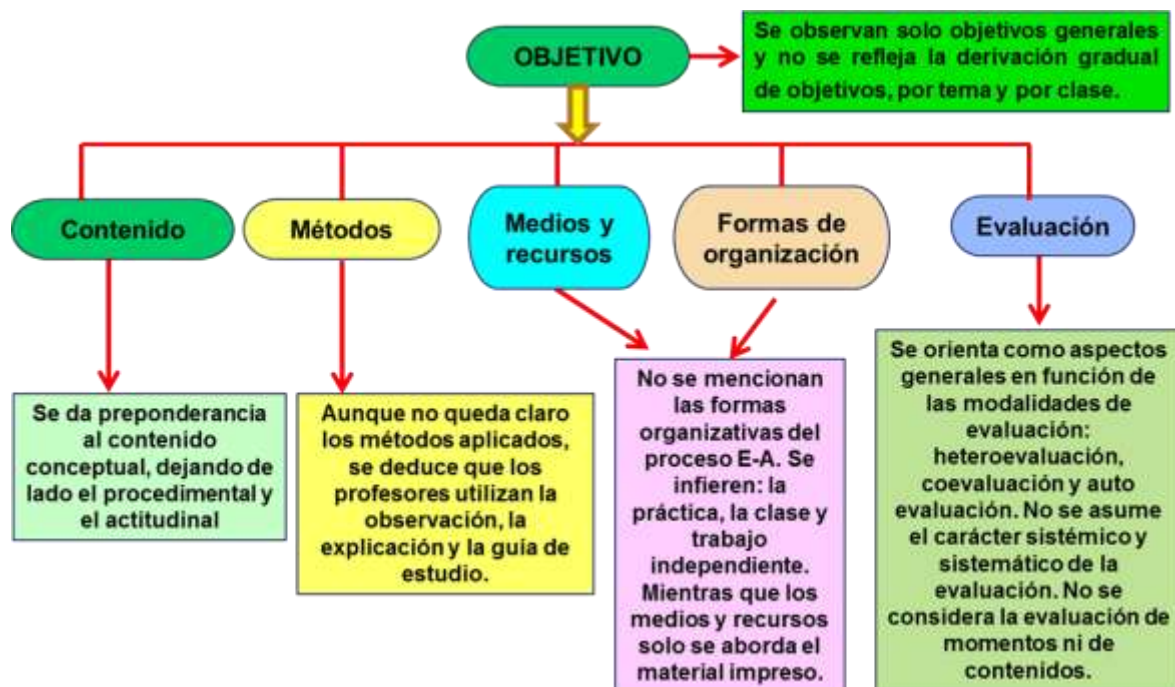 OBJETIVO
Se observan solo objetivos generales
y no se refleja la derivación gradual
de objetivos, por tema y por clase.
Contenido
Métodos
Medios y
recursos
Formas de
organización
Evaluación
Se da preponderancia
al contenido
conceptual, dejando de
lado el procedimental y
el actitudinal
Aunque no queda claro
los métodos aplicados,
se deduce que los
profesores utilizan la
observación, la
explicación y la guía de
estudio.
No se mencionan
las formas
organizativas del
proceso E-A. Se
infieren: la
práctica, la clase y
trabajo
independiente.
Mientras que los
medios y recursos
solo se aborda el
material impreso.
Se orienta como aspectos
generales en función de
las modalidades de
evaluación:
heteroevaluación,
coevaluación y auto
evaluación. No se asume
el carácter sistémico y
sistemático de la
evaluación. No se
considera la evaluación de
momentos ni de
contenidos.